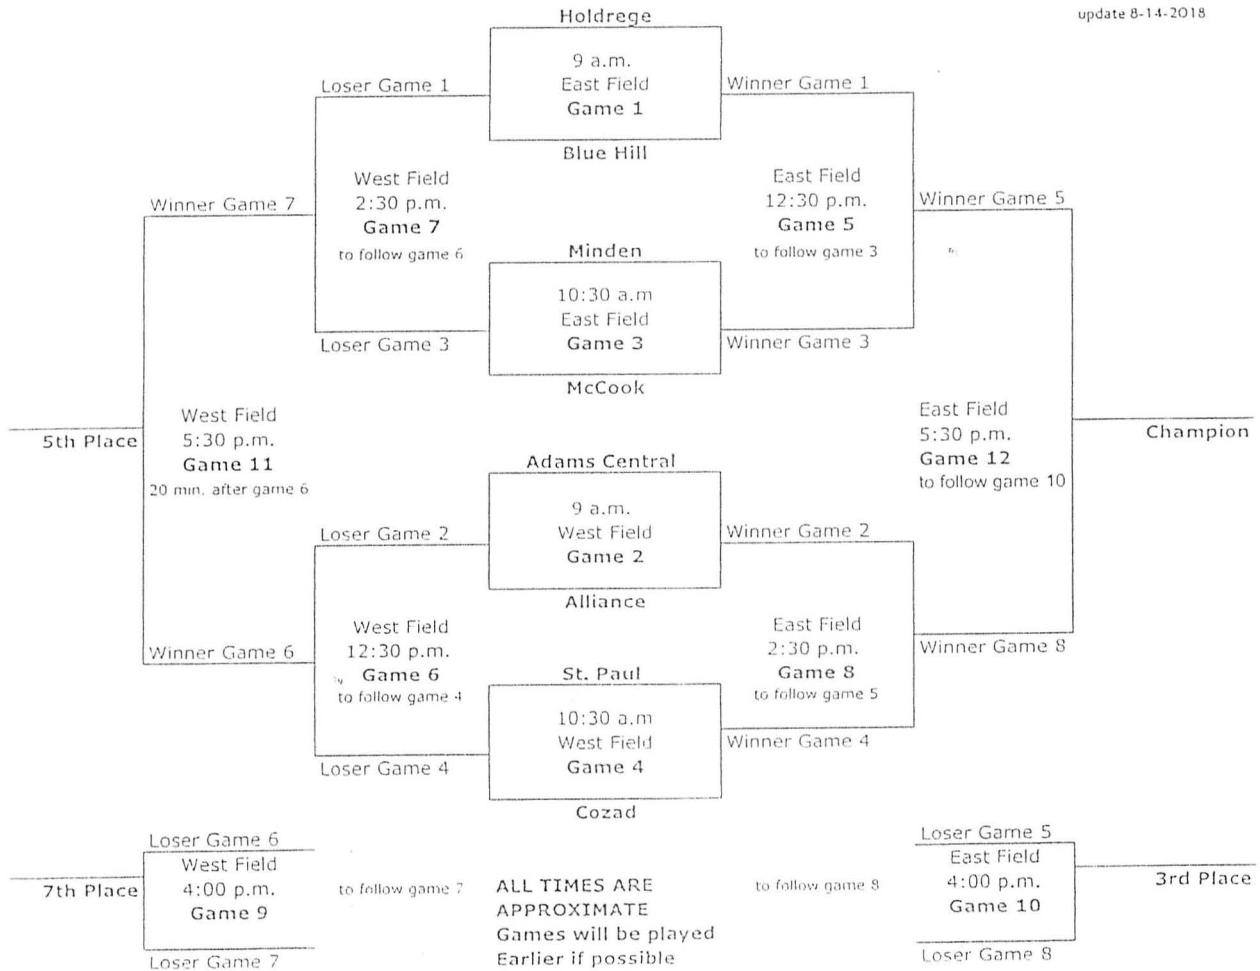 Holdrege
update 8-14-2018
9 a.m.
East Field
Game 1
Blue Hill
Loser Game 1
Winner Game 1
West Field
2:30 p.m.
Game 7
to follow game 6
East Field
12:30 p.m.
Game 5
to follow game 3
Winner Game 7
Winner Game 5
Minden
10:30 a.m
East Field
Game 3
McCook
Loser Game 3
Winner Game 3
West Field
5:30 p.m.
Game 11
20 min. after game 6
5th Place
East Field
5:30 p.m.
Game 12
to follow game 10
Champion
Adams Central
9 a.m.
West Field
Game 2
Alliance
Loser Game 2
Winner Game 2
West Field
12:30 p.m.
Game 6
to follow game 4
East Field
2:30 p.m.
Game 8
to follow game 5
Winner Game 6
Winner Game 8
St. Paul
10:30 a.m
West Field
Game 4
Cozad
Loser Game 4
Winner Game 4
Loser Game 6
West Field
4:00 p.m.
Game 9
7th Place
Loser Game 7
to follow game 7
ALL TIMES ARE
APPROXIMATE
Games will be played
Earlier if possible
to follow game 8
Loser Game 5
East Field
4:00 p.m.
Game 10
3rd Place
Loser Game 8